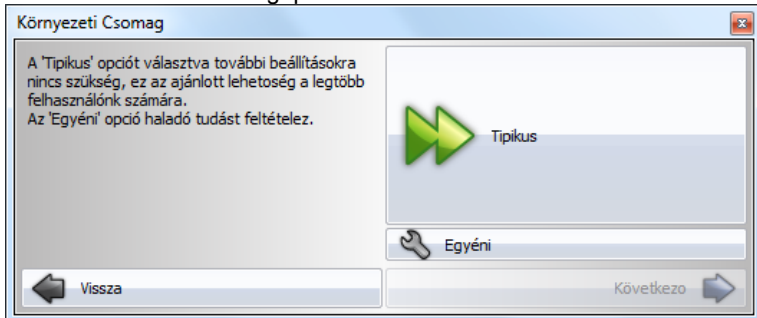 Környezeti Csomag
A 'Tipikus' opciót választva további beállításokra
nincs szükség, ez az ajánlott lehetoség a legtöbb
felhasználónk számára.
Az 'Egyéni' opció haladó tudást feltételez.
Tipikus
Egyéni
Vissza
Következo